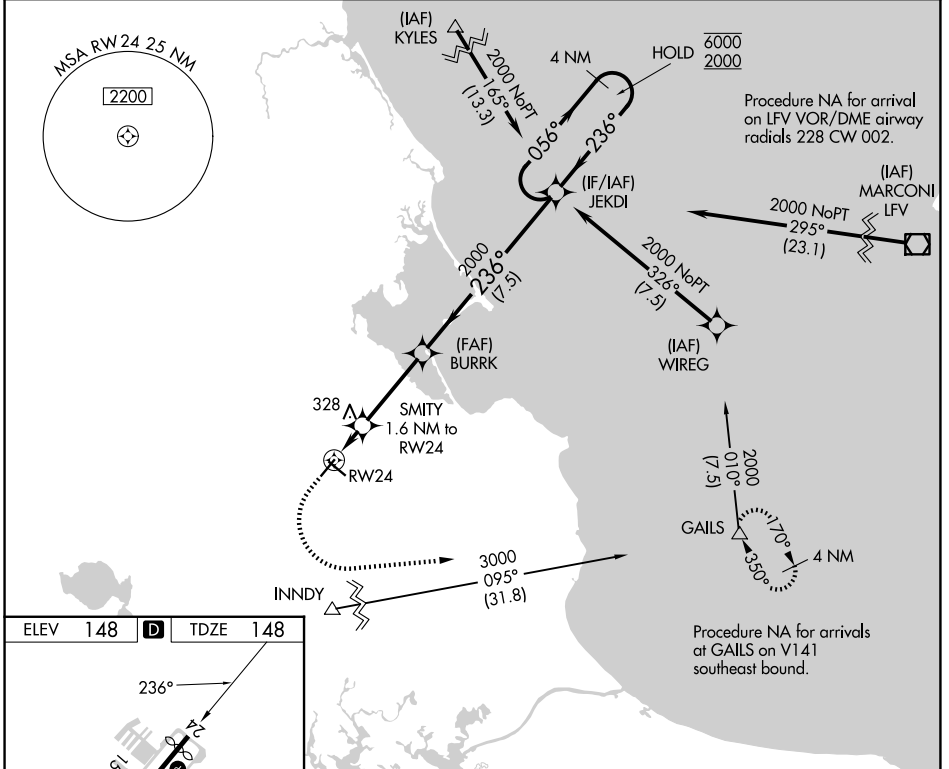 MSA RW24 25 NM
2200
(IAF)
KYLES
2000 NoPT
165°
(13.3)
4 NM
HOLD
6000
2000
056°
236°
Procedure NA for arrival
on LFV VOR/DME airway
radials 228 CW 002.
(IF/IAF)
JEKDI
(IAF)
MARCONI
LFV
2000 NoPT
295°
(23.1)
2000 NoPT
326°
(7.5)
2000
236°
(7.5)
(IAF)
WIREG
(FAF)
BURRK
328
SMITY
1.6 NM to
RW24
RW24
2000
010°
(7.5)
GAILS
170°
350°
4 NM
3000
095°
(31.8)
INNDY
Procedure NA for arrivals
at GAILS on V141
southeast bound.
ELEV 148 D TDZE 148
236°
24